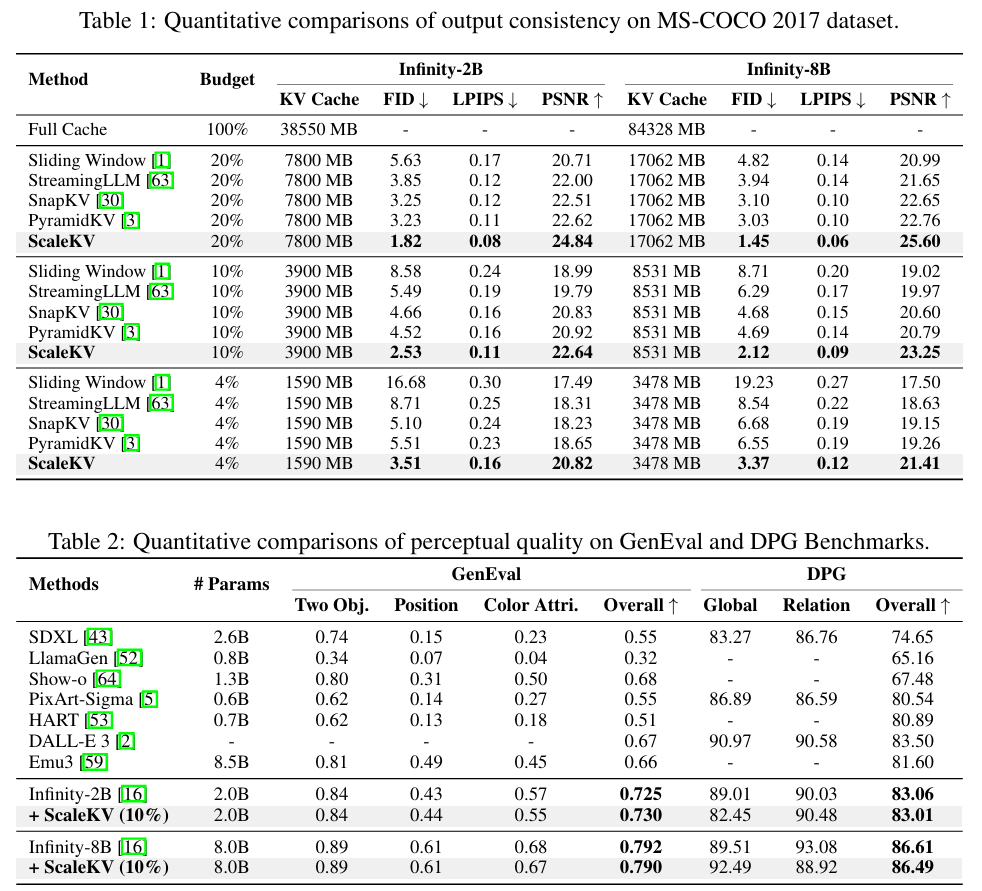 Table 1: Quantitative comparisons of output consistency on MS-COCO 2017 dataset.
Method Budget Infinity-2B Infinity-8B
KV Cache FID ↓ LPIPS ↓ PSNR ↑ KV Cache FID ↓ LPIPS ↓ PSNR ↑
Full Cache 100% 38550 MB - - - 84328 MB - - -
Sliding Window [1] 20% 7800 MB 5.63 0.17 20.71 17062 MB 4.82 0.14 20.99
StreamingLLM [63] 20% 7800 MB 3.85 0.12 22.00 17062 MB 3.94 0.14 21.65
SnapKV [30] 20% 7800 MB 3.25 0.12 22.51 17062 MB 3.10 0.10 22.65
PyramidKV [3] 20% 7800 MB 3.23 0.11 22.62 17062 MB 3.03 0.10 22.76
ScaleKV 20% 7800 MB 1.82 0.08 24.84 17062 MB 1.45 0.06 25.60
Sliding Window [1] 10% 3900 MB 8.58 0.24 18.99 8531 MB 8.71 0.20 19.02
StreamingLLM [63] 10% 3900 MB 5.49 0.19 19.79 8531 MB 6.29 0.17 19.97
SnapKV [30] 10% 3900 MB 4.66 0.16 20.83 8531 MB 4.68 0.15 20.60
PyramidKV [3] 10% 3900 MB 4.52 0.16 20.92 8531 MB 4.69 0.14 20.79
ScaleKV 10% 3900 MB 2.53 0.11 22.64 8531 MB 2.12 0.09 23.25
Sliding Window [1] 4% 1590 MB 16.68 0.30 17.49 3478 MB 19.23 0.27 17.50
StreamingLLM [63] 4% 1590 MB 8.71 0.25 18.31 3478 MB 8.54 0.22 18.63
SnapKV [30] 4% 1590 MB 5.10 0.24 18.23 3478 MB 6.68 0.19 19.15
PyramidKV [3] 4% 1590 MB 5.51 0.23 18.65 3478 MB 6.55 0.19 19.26
ScaleKV 4% 1590 MB 3.51 0.16 20.82 3478 MB 3.37 0.12 21.41
Table 2: Quantitative comparisons of perceptual quality on GenEval and DPG Benchmarks.
Methods # Params GenEval DPG
Two Obj. Position Color Attri. Overall ↑ Global Relation Overall ↑
SDXL [43] 2.6B 0.74 0.15 0.23 0.55 83.27 86.76 74.65
LlamaGen [52] 0.8B 0.34 0.07 0.04 0.32 - - 65.16
Show-o [64] 1.3B 0.80 0.31 0.50 0.68 - - 67.48
PixArt-Sigma [5] 0.6B 0.62 0.14 0.27 0.55 86.89 86.59 80.54
HART [53] 0.7B 0.62 0.13 0.18 0.51 - - 80.89
DALL-E 3 [2] - - - - 0.67 90.97 90.58 83.50
Emu3 [59] 8.5B 0.81 0.49 0.45 0.66 - - 81.60
Infinity-2B [16] 2.0B 0.84 0.43 0.57 0.725 89.01 90.03 83.06
+ ScaleKV (10%) 2.0B 0.84 0.44 0.55 0.730 82.45 90.48 83.01
Infinity-8B [16] 8.0B 0.89 0.61 0.68 0.792 89.51 93.08 86.61
+ ScaleKV (10%) 8.0B 0.89 0.61 0.67 0.790 92.49 88.92 86.49